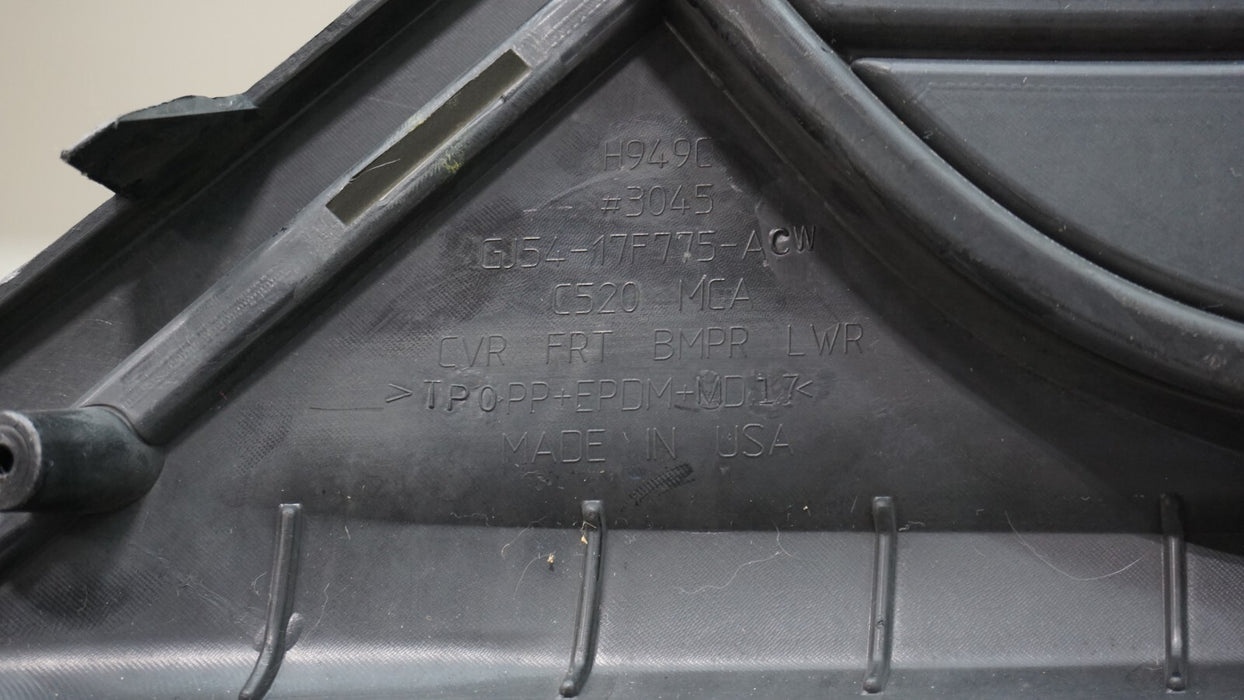 H949C
#3045
GJ54-17F775-ACW
C520 MCA
CVR FRT BMPR LWR
>TPO PP+EPDM+MD17<
MADE IN USA